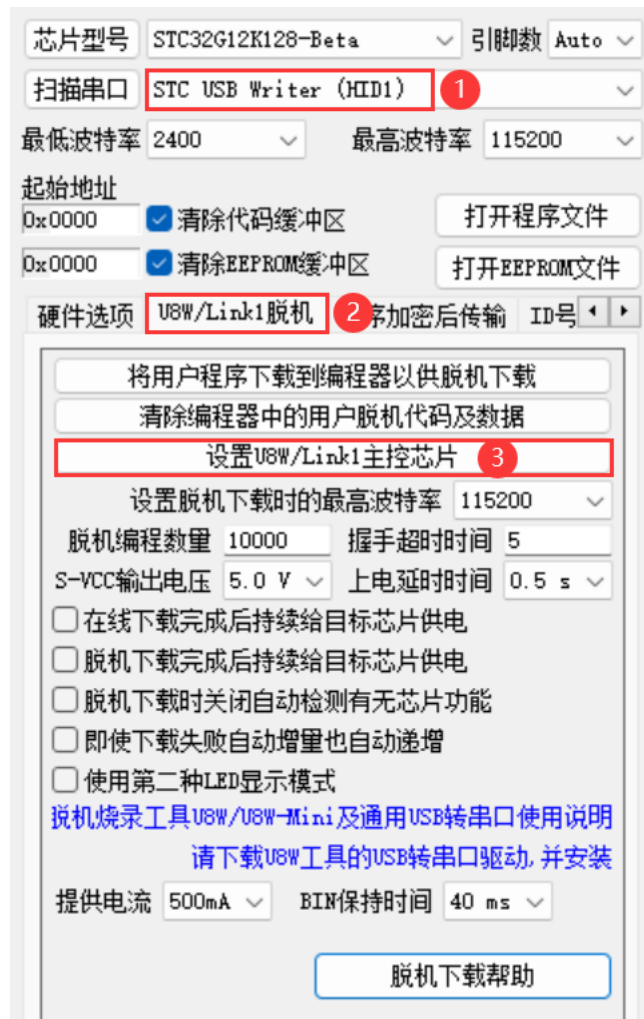 芯片型号 STC32G12K128-Beta 引脚数 Auto
扫描串口 STC USB Writer (HID1) 1
最低波特率 2400 最高波特率 115200
起始地址
0x0000 清除代码缓冲区 打开程序文件
0x0000 清除EEPROM缓冲区 打开EEPROM文件
硬件选项 U8W/Link1脱机 2 序加密后传输 ID号
将用户程序下载到编程器以供脱机下载
清除编程器中的用户脱机代码及数据
设置U8W/Link1主控芯片 3
设置脱机下载时的最高波特率 115200
脱机编程数量 10000 握手超时时间 5
S-VCC输出电压 5.0 V 上电延时时间 0.5 s
在线下载完成后持续给目标芯片供电
脱机下载完成后持续给目标芯片供电
脱机下载时关闭自动检测有无芯片功能
即使下载失败自动增量也自动递增
使用第二种LED显示模式
脱机烧录工具U8W/U8W-Mini及通用USB转串口使用说明
请下载U8W工具的USB转串口驱动,并安装
提供电流 500mA BIN保持时间 40 ms
脱机下载帮助